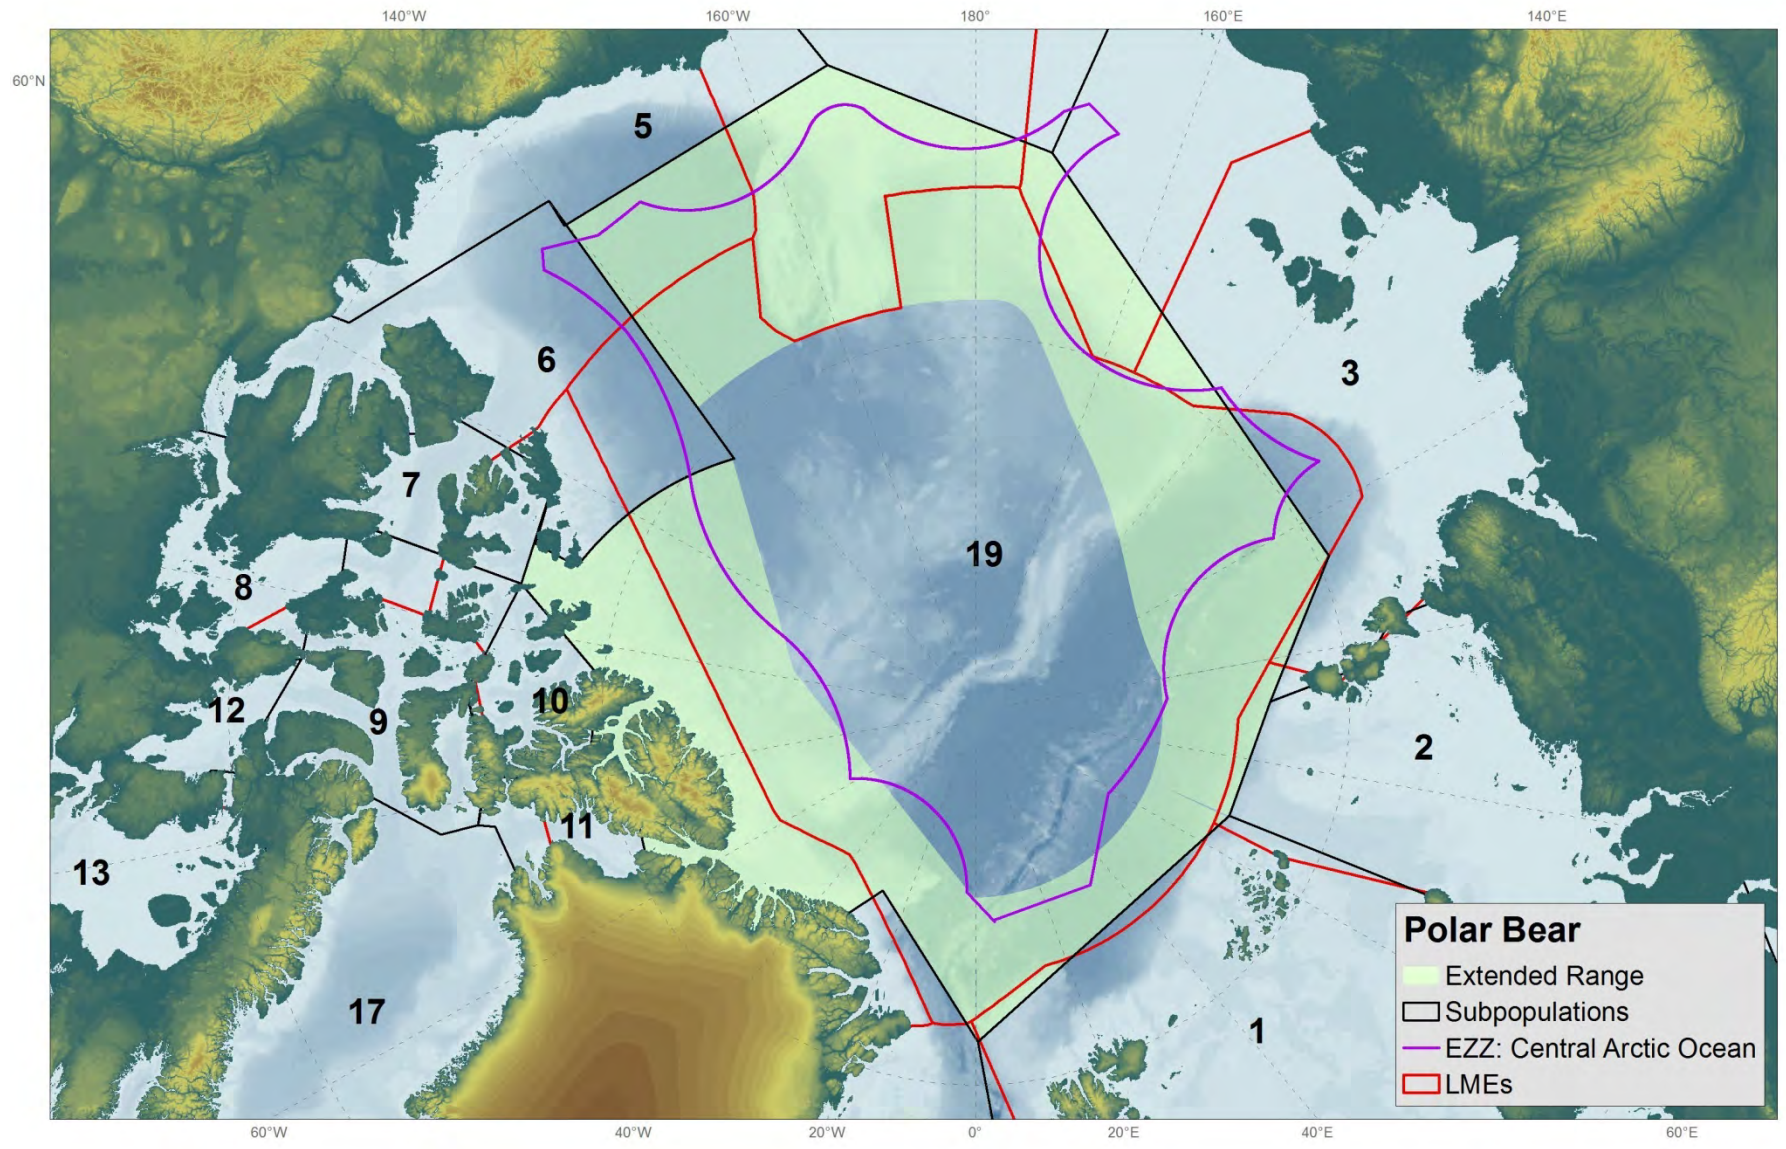 140°W 160°W 180° 160°E 140°E
60°N
5
3
6
7
19
8
10
12
9
2
11
13
17
1
Polar Bear
Extended Range
Subpopulations
EZZ: Central Arctic Ocean
LMEs
60°W 40°W 20°W 0° 20°E 40°E 60°E